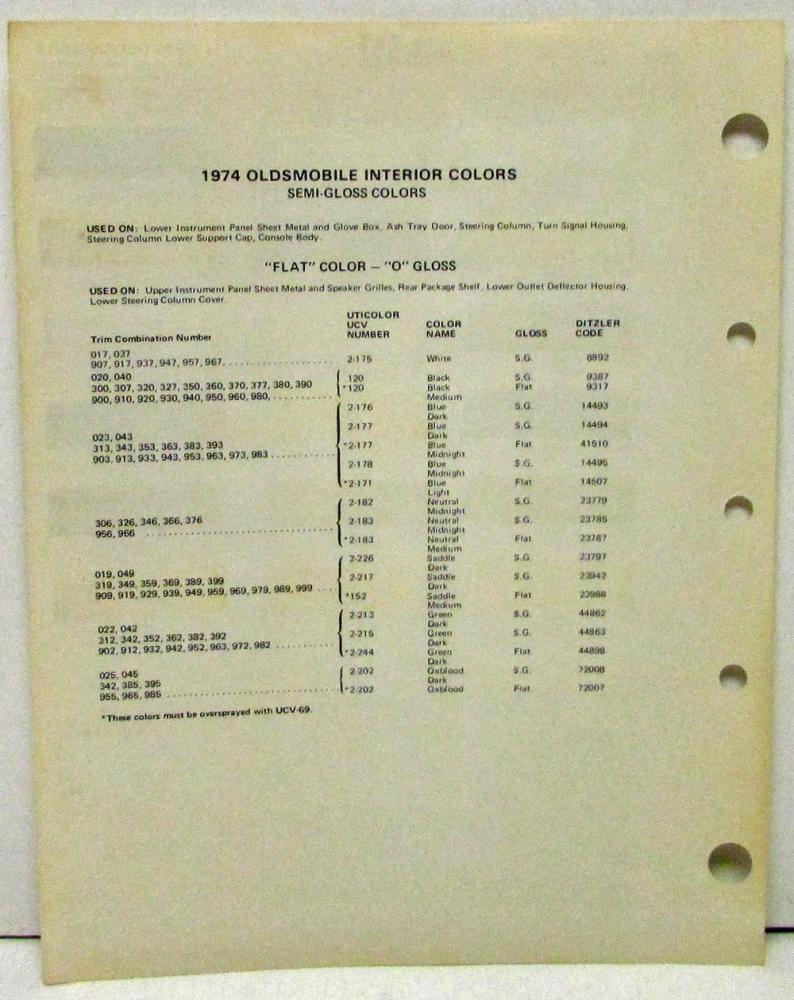 1974 OLDSMOBILE INTERIOR COLORS
SEMI-GLOSS COLORS
USED ON: Lower Instrument Panel Sheet Metal and Glove Box, Ash Tray Door, Steering Column, Turn Signal Housing,
Steering Column Lower Support Cap, Console Body.
"FLAT" COLOR – "O" GLOSS
USED ON: Upper Instrument Panel Sheet Metal and Speaker Grilles, Rear Package Shelf, Lower Outlet Deflector Housing,
Lower Steering Column Cover.
UTICOLOR
UCV COLOR DITZLER
Trim Combination Number NUMBER NAME GLOSS CODE
017, 037
907, 917, 937, 947, 957, 967, 2-175 White S.G. 8892
020, 040 120 Black S.G. 9387
300, 307, 320, 327, 350, 360, 370, 377, 380, 390 *120 Black Flat 9317
900, 910, 920, 930, 940, 950, 960, 980, Medium
2-176 Blue S.G. 14493
Dark
2-177 Blue S.G. 14494
023, 043 Dark
313, 343, 353, 363, 383, 393 *2-177 Blue Flat 41510
903, 913, 933, 943, 953, 963, 973, 983 Midnight
2-178 Blue S.G. 14495
Midnight
*2-171 Blue Flat 14507
Light
2-182 Neutral S.G. 23779
Midnight
306, 326, 346, 366, 376 2-183 Neutral S.G. 23785
956, 966 Midnight
*2-183 Neutral Flat 23787
Medium
2-226 Saddle S.G. 23797
019, 049 Dark
319, 349, 359, 369, 389, 399 2-217 Saddle S.G. 23942
909, 919, 929, 939, 949, 959, 969, 979, 989, 999 Dark
*152 Saddle Flat 23988
Medium
2-213 Green S.G. 44862
022, 042 Dark
312, 342, 352, 362, 382, 392 2-215 Green S.G. 44863
902, 912, 932, 942, 952, 963, 972, 982 Dark
*2-244 Green Flat 44898
Dark
025, 045 2-202 Oxblood S.G. 72008
342, 385, 395 Dark
955, 965, 985 *2-202 Oxblood Flat 72007
*These colors must be oversprayed with UCV-69.